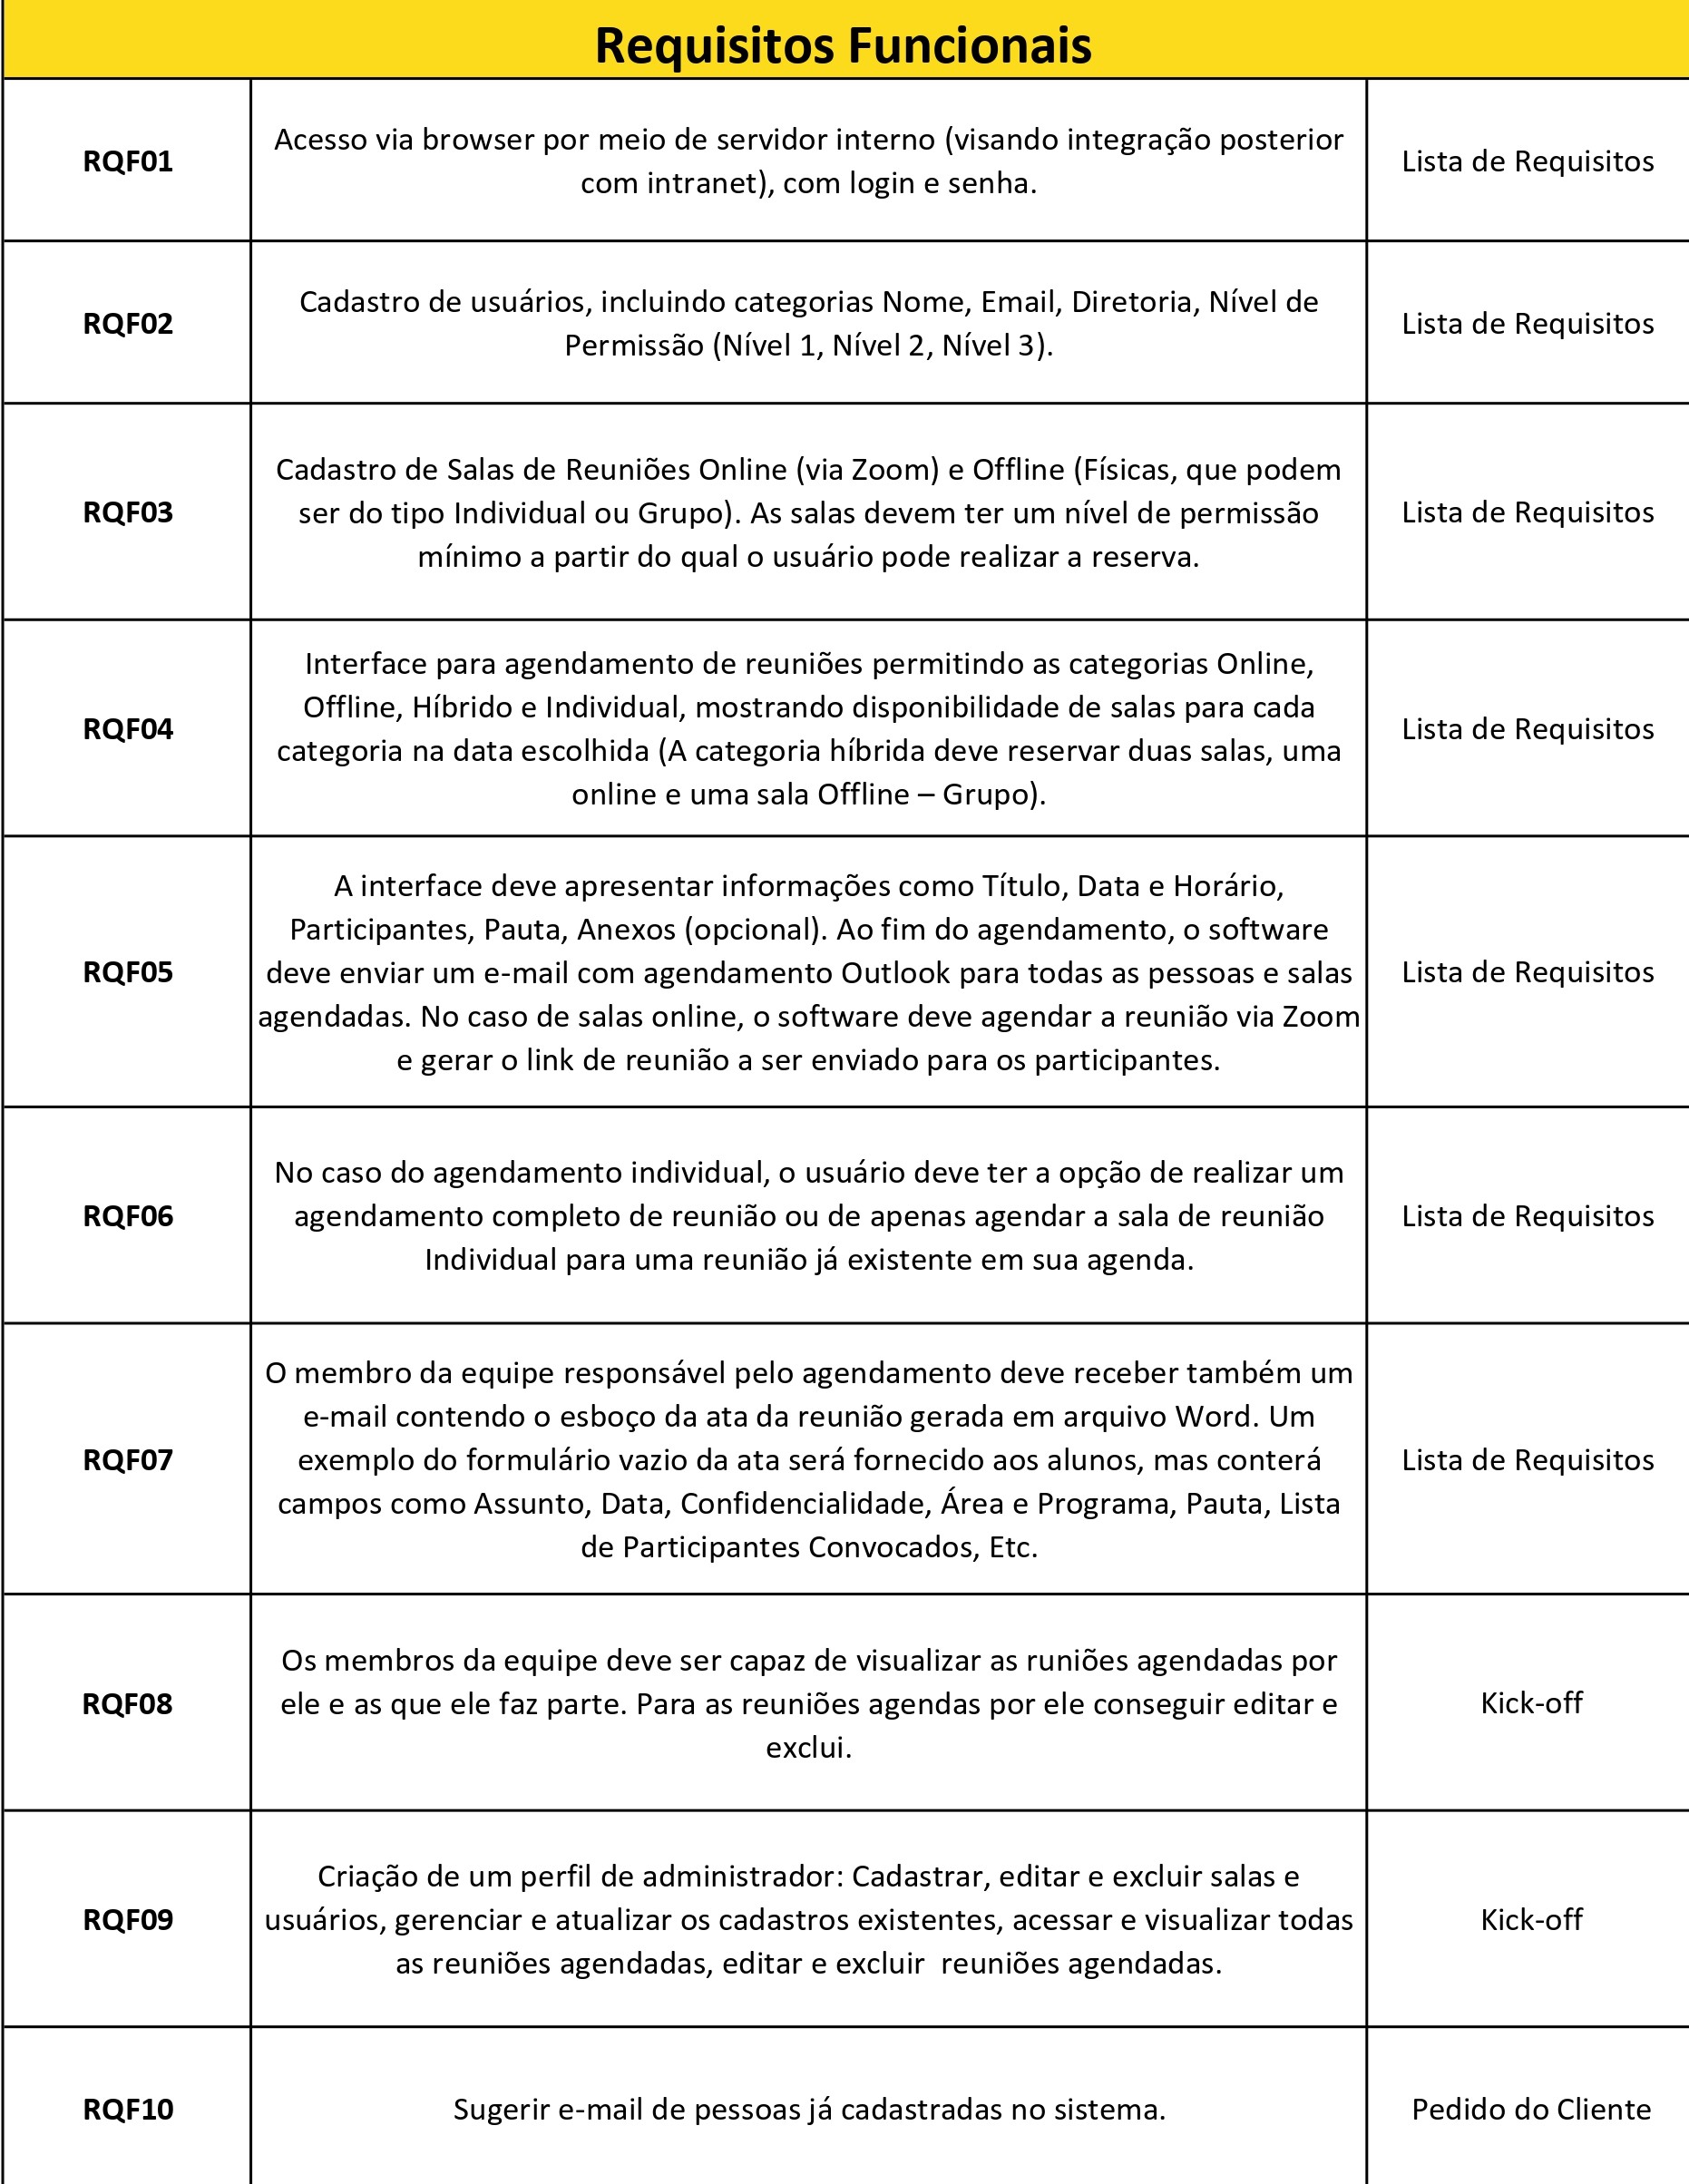 Requisitos Funcionais
RQF01
Acesso via browser por meio de servidor interno (visando integração posterior
com intranet), com login e senha.
Lista de Requisitos
RQF02
Cadastro de usuários, incluindo categorias Nome, Email, Diretoria, Nível de
Permissão (Nível 1, Nível 2, Nível 3).
Lista de Requisitos
RQF03
Cadastro de Salas de Reuniões Online (via Zoom) e Offline (Físicas, que podem
ser do tipo Individual ou Grupo). As salas devem ter um nível de permissão
mínimo a partir do qual o usuário pode realizar a reserva.
Lista de Requisitos
RQF04
Interface para agendamento de reuniões permitindo as categorias Online,
Offline, Híbrido e Individual, mostrando disponibilidade de salas para cada
categoria na data escolhida (A categoria híbrida deve reservar duas salas, uma
online e uma sala Offline – Grupo).
Lista de Requisitos
RQF05
A interface deve apresentar informações como Título, Data e Horário,
Participantes, Pauta, Anexos (opcional). Ao fim do agendamento, o software
deve enviar um e-mail com agendamento Outlook para todas as pessoas e salas
agendadas. No caso de salas online, o software deve agendar a reunião via Zoom
e gerar o link de reunião a ser enviado para os participantes.
Lista de Requisitos
RQF06
No caso do agendamento individual, o usuário deve ter a opção de realizar um
agendamento completo de reunião ou de apenas agendar a sala de reunião
Individual para uma reunião já existente em sua agenda.
Lista de Requisitos
RQF07
O membro da equipe responsável pelo agendamento deve receber também um
e-mail contendo o esboço da ata da reunião gerada em arquivo Word. Um
exemplo do formulário vazio da ata será fornecido aos alunos, mas conterá
campos como Assunto, Data, Confidencialidade, Área e Programa, Pauta, Lista
de Participantes Convocados, Etc.
Lista de Requisitos
RQF08
Os membros da equipe deve ser capaz de visualizar as runiões agendadas por
ele e as que ele faz parte. Para as reuniões agendas por ele conseguir editar e
exclui.
Kick-off
RQF09
Criação de um perfil de administrador: Cadastrar, editar e excluir salas e
usuários, gerenciar e atualizar os cadastros existentes, acessar e visualizar todas
as reuniões agendadas, editar e excluir  reuniões agendadas.
Kick-off
RQF10
Sugerir e-mail de pessoas já cadastradas no sistema.
Pedido do Cliente